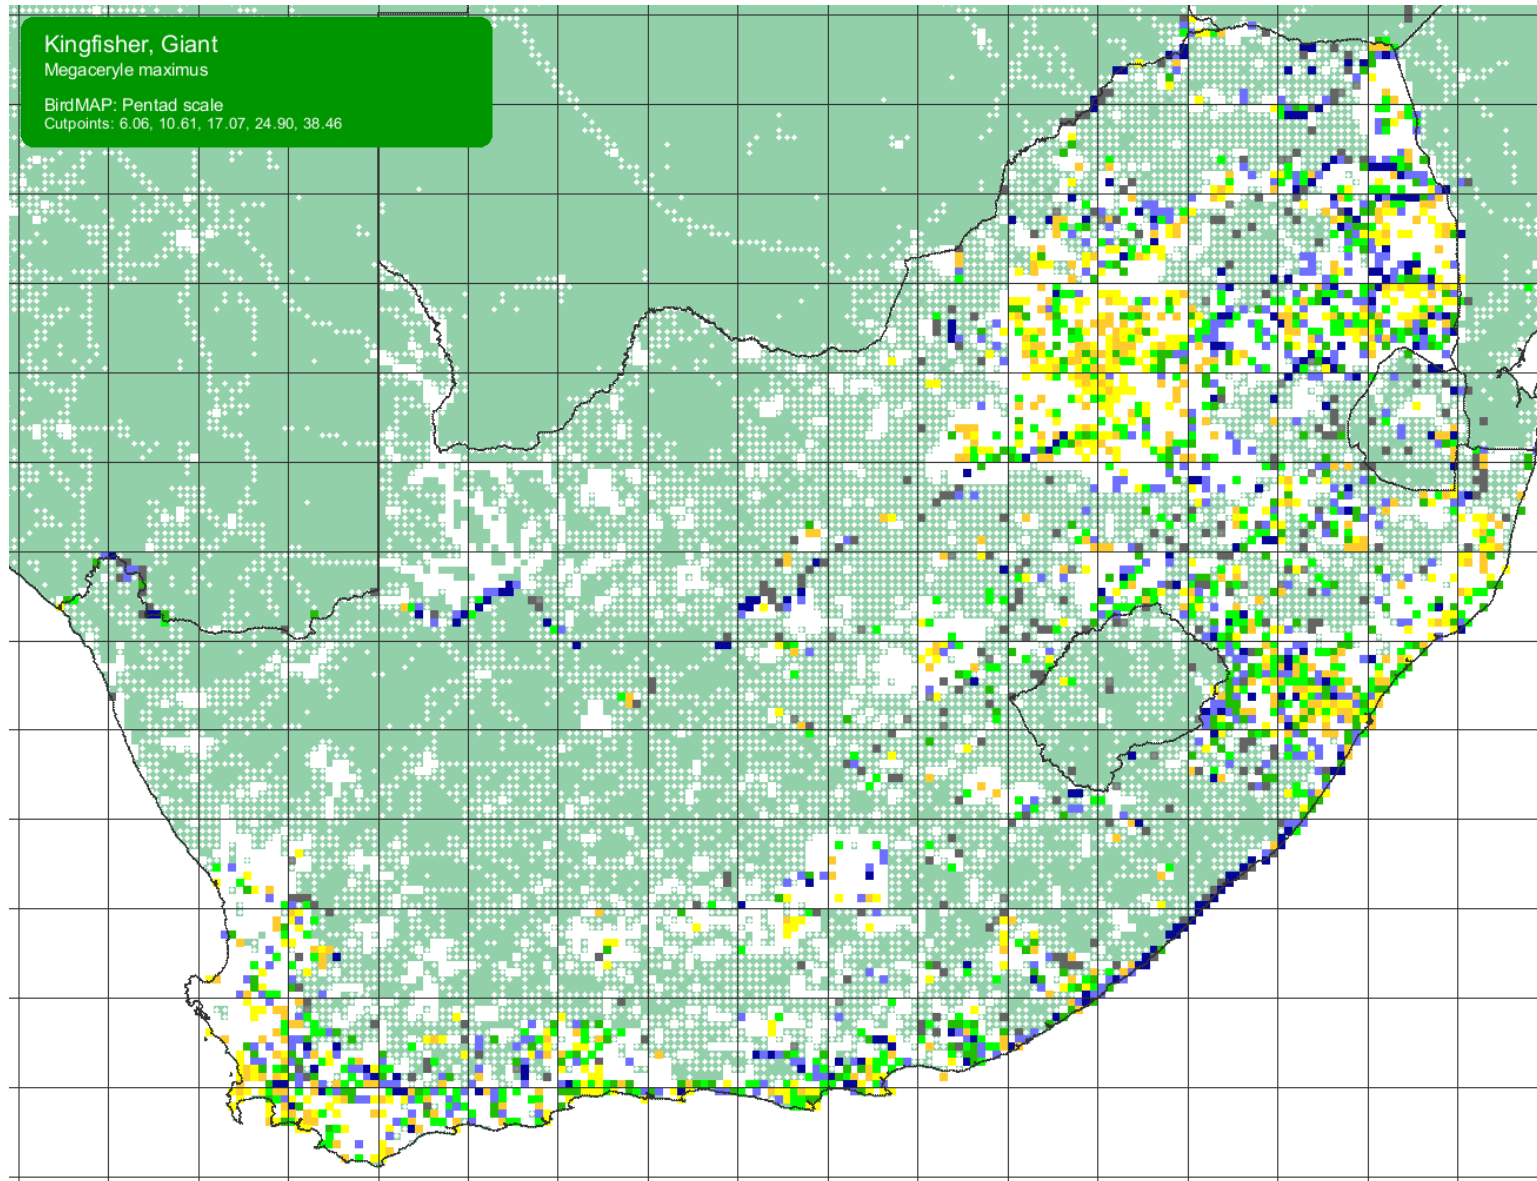 Kingfisher, Giant
Megaceryle maximus
BirdMAP: Pentad scale
Cutpoints: 6.06, 10.61, 17.07, 24.90, 38.46